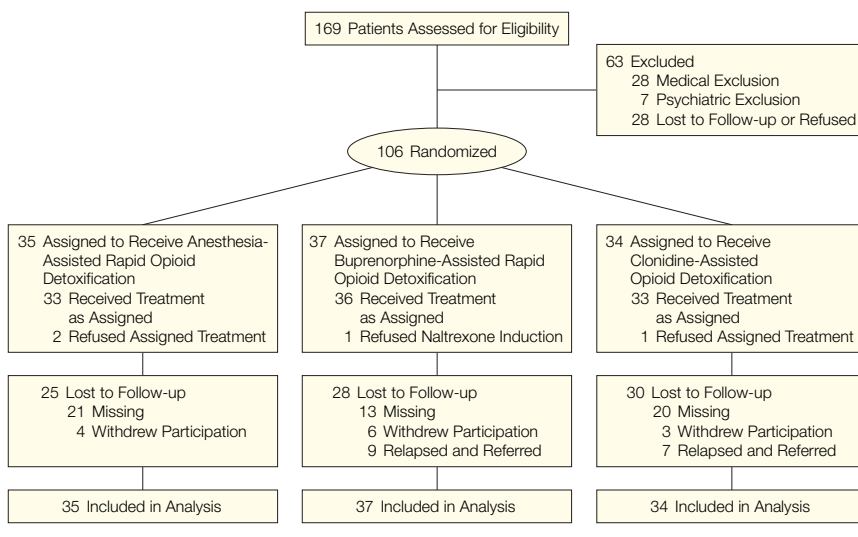 169 Patients Assessed for Eligibility
63 Excluded
28 Medical Exclusion
7 Psychiatric Exclusion
28 Lost to Follow-up or Refused
106 Randomized
35 Assigned to Receive Anesthesia-
Assisted Rapid Opioid
Detoxification
33 Received Treatment
as Assigned
2 Refused Assigned Treatment
37 Assigned to Receive
Buprenorphine-Assisted Rapid
Opioid Detoxification
36 Received Treatment
as Assigned
1 Refused Naltrexone Induction
34 Assigned to Receive
Clonidine-Assisted
Opioid Detoxification
33 Received Treatment
as Assigned
1 Refused Assigned Treatment
25 Lost to Follow-up
21 Missing
4 Withdrew Participation
28 Lost to Follow-up
13 Missing
6 Withdrew Participation
9 Relapsed and Referred
30 Lost to Follow-up
20 Missing
3 Withdrew Participation
7 Relapsed and Referred
35 Included in Analysis
37 Included in Analysis
34 Included in Analysis